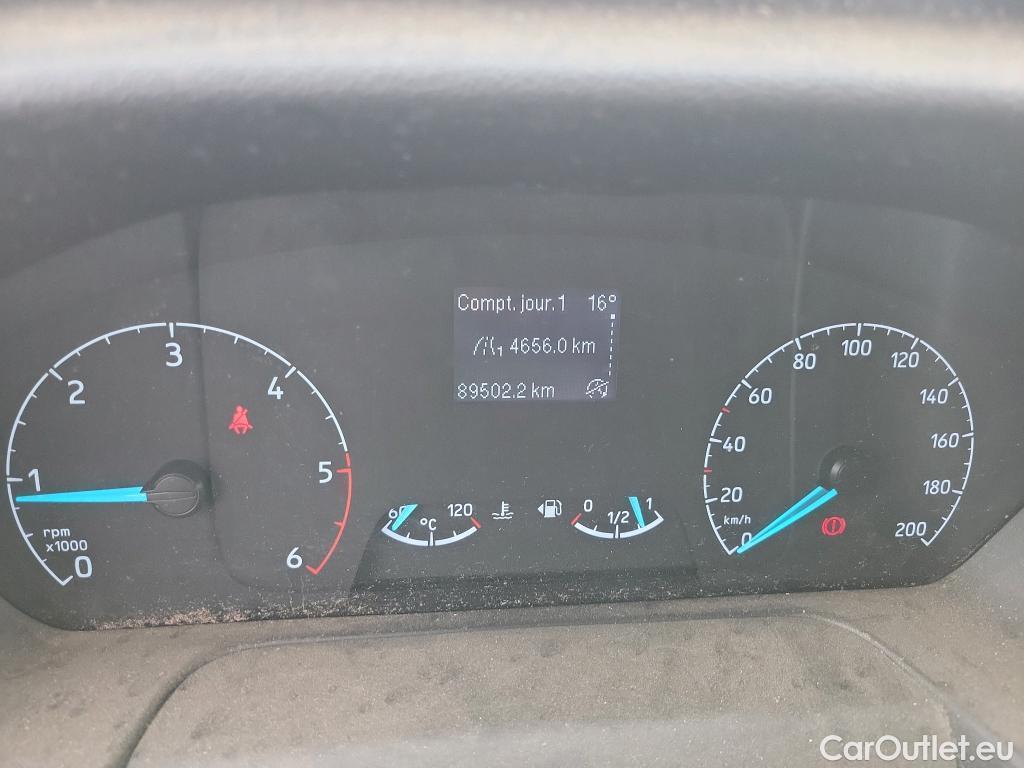 Compt. jour. 1 16°
1 4656.0 km
89502.2 km
0 1 2 3 4 5 6
rpm
x1000
60 120
°C
0 1/2 1
0 20 40 60 80 100 120 140 160 180 200
km/h
CarOutlet.eu